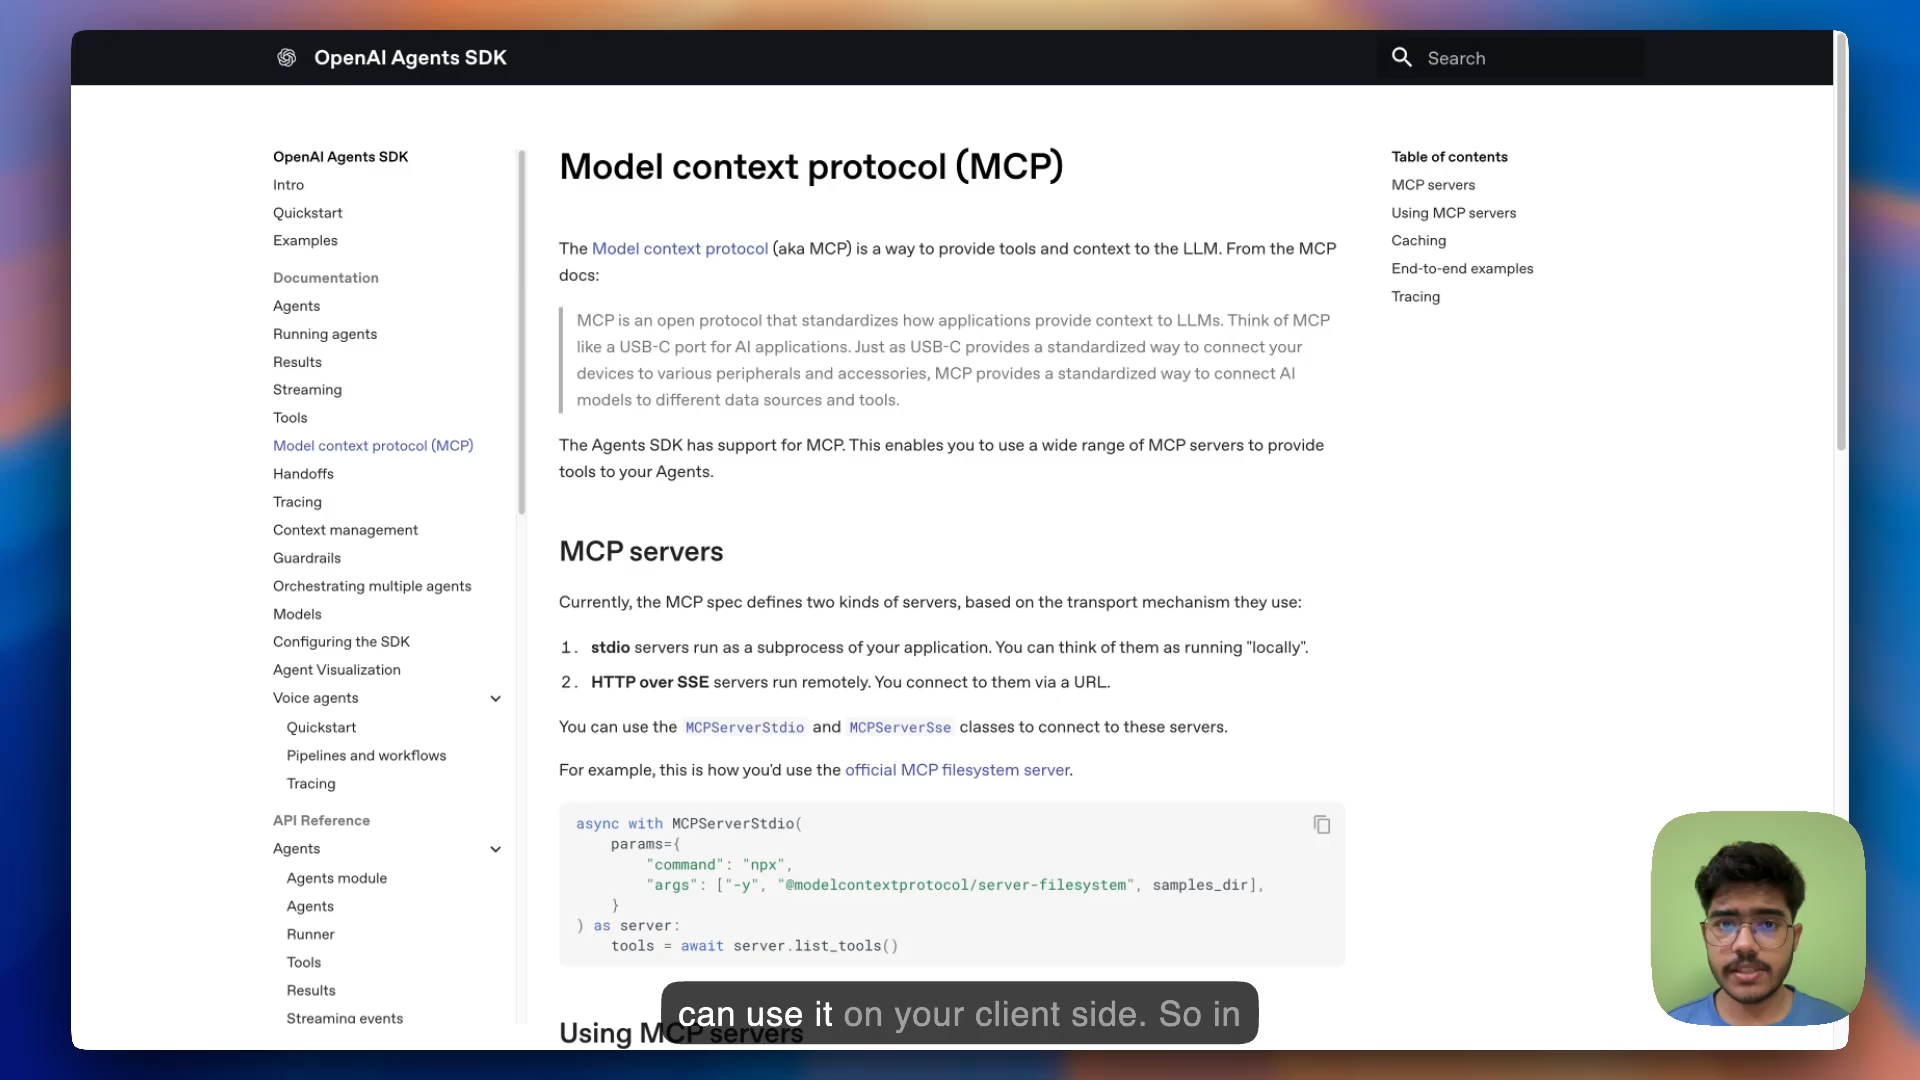 OpenAI Agents SDK
Search
OpenAI Agents SDK
Intro
Quickstart
Examples
Documentation
Agents
Running agents
Results
Streaming
Tools
Model context protocol (MCP)
Handoffs
Tracing
Context management
Guardrails
Orchestrating multiple agents
Models
Configuring the SDK
Agent Visualization
Voice agents
Quickstart
Pipelines and workflows
Tracing
API Reference
Agents
Agents module
Agents
Runner
Tools
Results
Streaming events
Model context protocol (MCP)
The Model context protocol (aka MCP) is a way to provide tools and context to the LLM. From the MCP
docs:
MCP is an open protocol that standardizes how applications provide context to LLMs. Think of MCP
like a USB-C port for AI applications. Just as USB-C provides a standardized way to connect your
devices to various peripherals and accessories, MCP provides a standardized way to connect AI
models to different data sources and tools.
The Agents SDK has support for MCP. This enables you to use a wide range of MCP servers to provide
tools to your Agents.
MCP servers
Currently, the MCP spec defines two kinds of servers, based on the transport mechanism they use:
1. stdio servers run as a subprocess of your application. You can think of them as running "locally".
2. HTTP over SSE servers run remotely. You connect to them via a URL.
You can use the MCPServerStdio and MCPServerSse classes to connect to these servers.
For example, this is how you'd use the official MCP filesystem server.
async with MCPServerStdio(
params={
"command": "npx",
"args": ["-y", "@modelcontextprotocol/server-filesystem", samples_dir],
}
) as server:
tools = await server.list_tools()
Using MCP servers
can use it on your client side. So in
Table of contents
MCP servers
Using MCP servers
Caching
End-to-end examples
Tracing